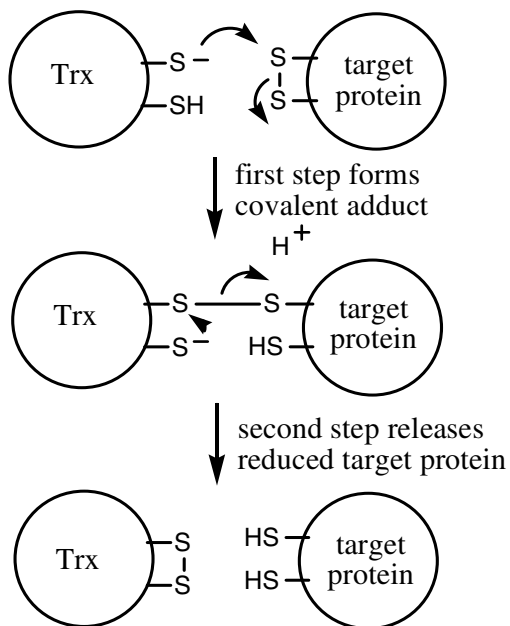 Trx
S −
SH
S
S
target
protein
first step forms
covalent adduct
H +
Trx
S
S −
S
HS
target
protein
second step releases
reduced target protein
Trx
S
S
HS
HS
target
protein